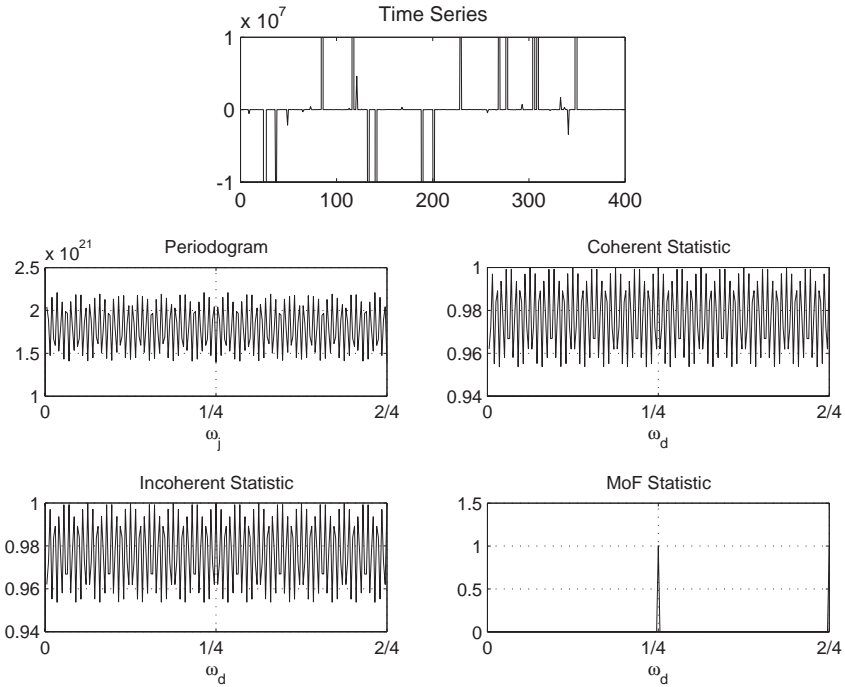 Time Series
x 10^7
1
0
-1
0 100 200 300 400
Periodogram
x 10^21
2.5
2
1.5
1
0 1/4 2/4
ω_j
Coherent Statistic
1
0.98
0.96
0.94
0 1/4 2/4
ω_d
Incoherent Statistic
1
0.98
0.96
0.94
0 1/4 2/4
ω_d
MoF Statistic
1.5
1
0.5
0
0 1/4 2/4
ω_d